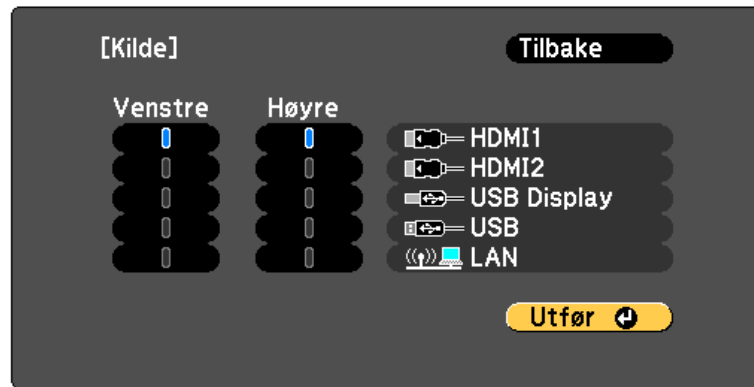 [Kilde] Tilbake
Venstre Høyre
HDMI1
HDMI2
USB Display
USB
LAN
Utfør